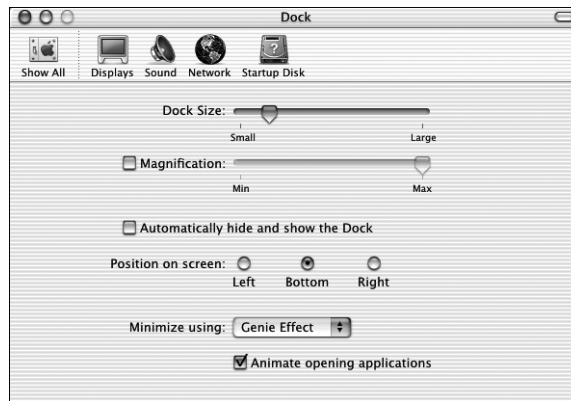 Dock
Show All Displays Sound Network Startup Disk
Dock Size:
Small Large
Magnification:
Min Max
Automatically hide and show the Dock
Position on screen:
Left Bottom Right
Minimize using: Genie Effect
Animate opening applications